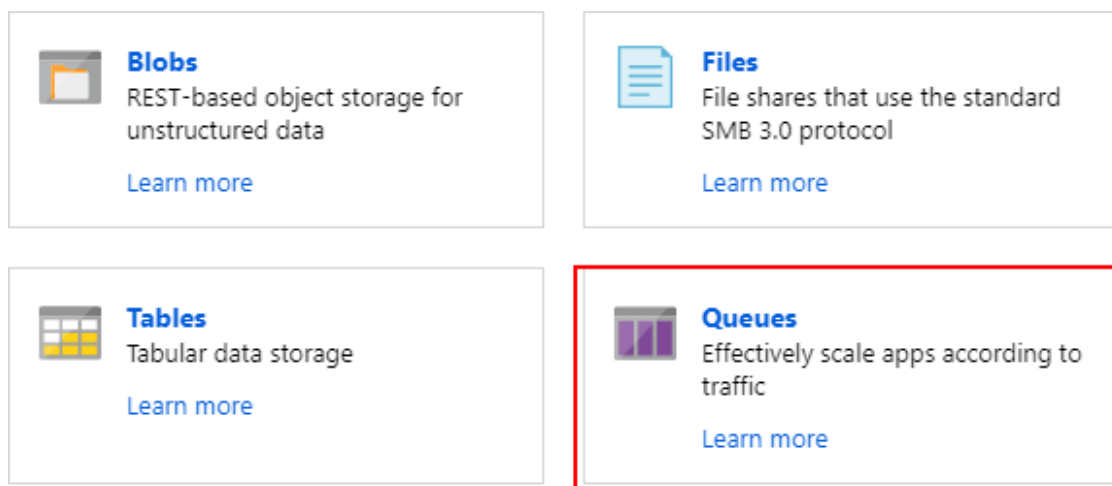 Blobs
REST-based object storage for
unstructured data
Learn more
Files
File shares that use the standard
SMB 3.0 protocol
Learn more
Tables
Tabular data storage
Learn more
Queues
Effectively scale apps according to
traffic
Learn more